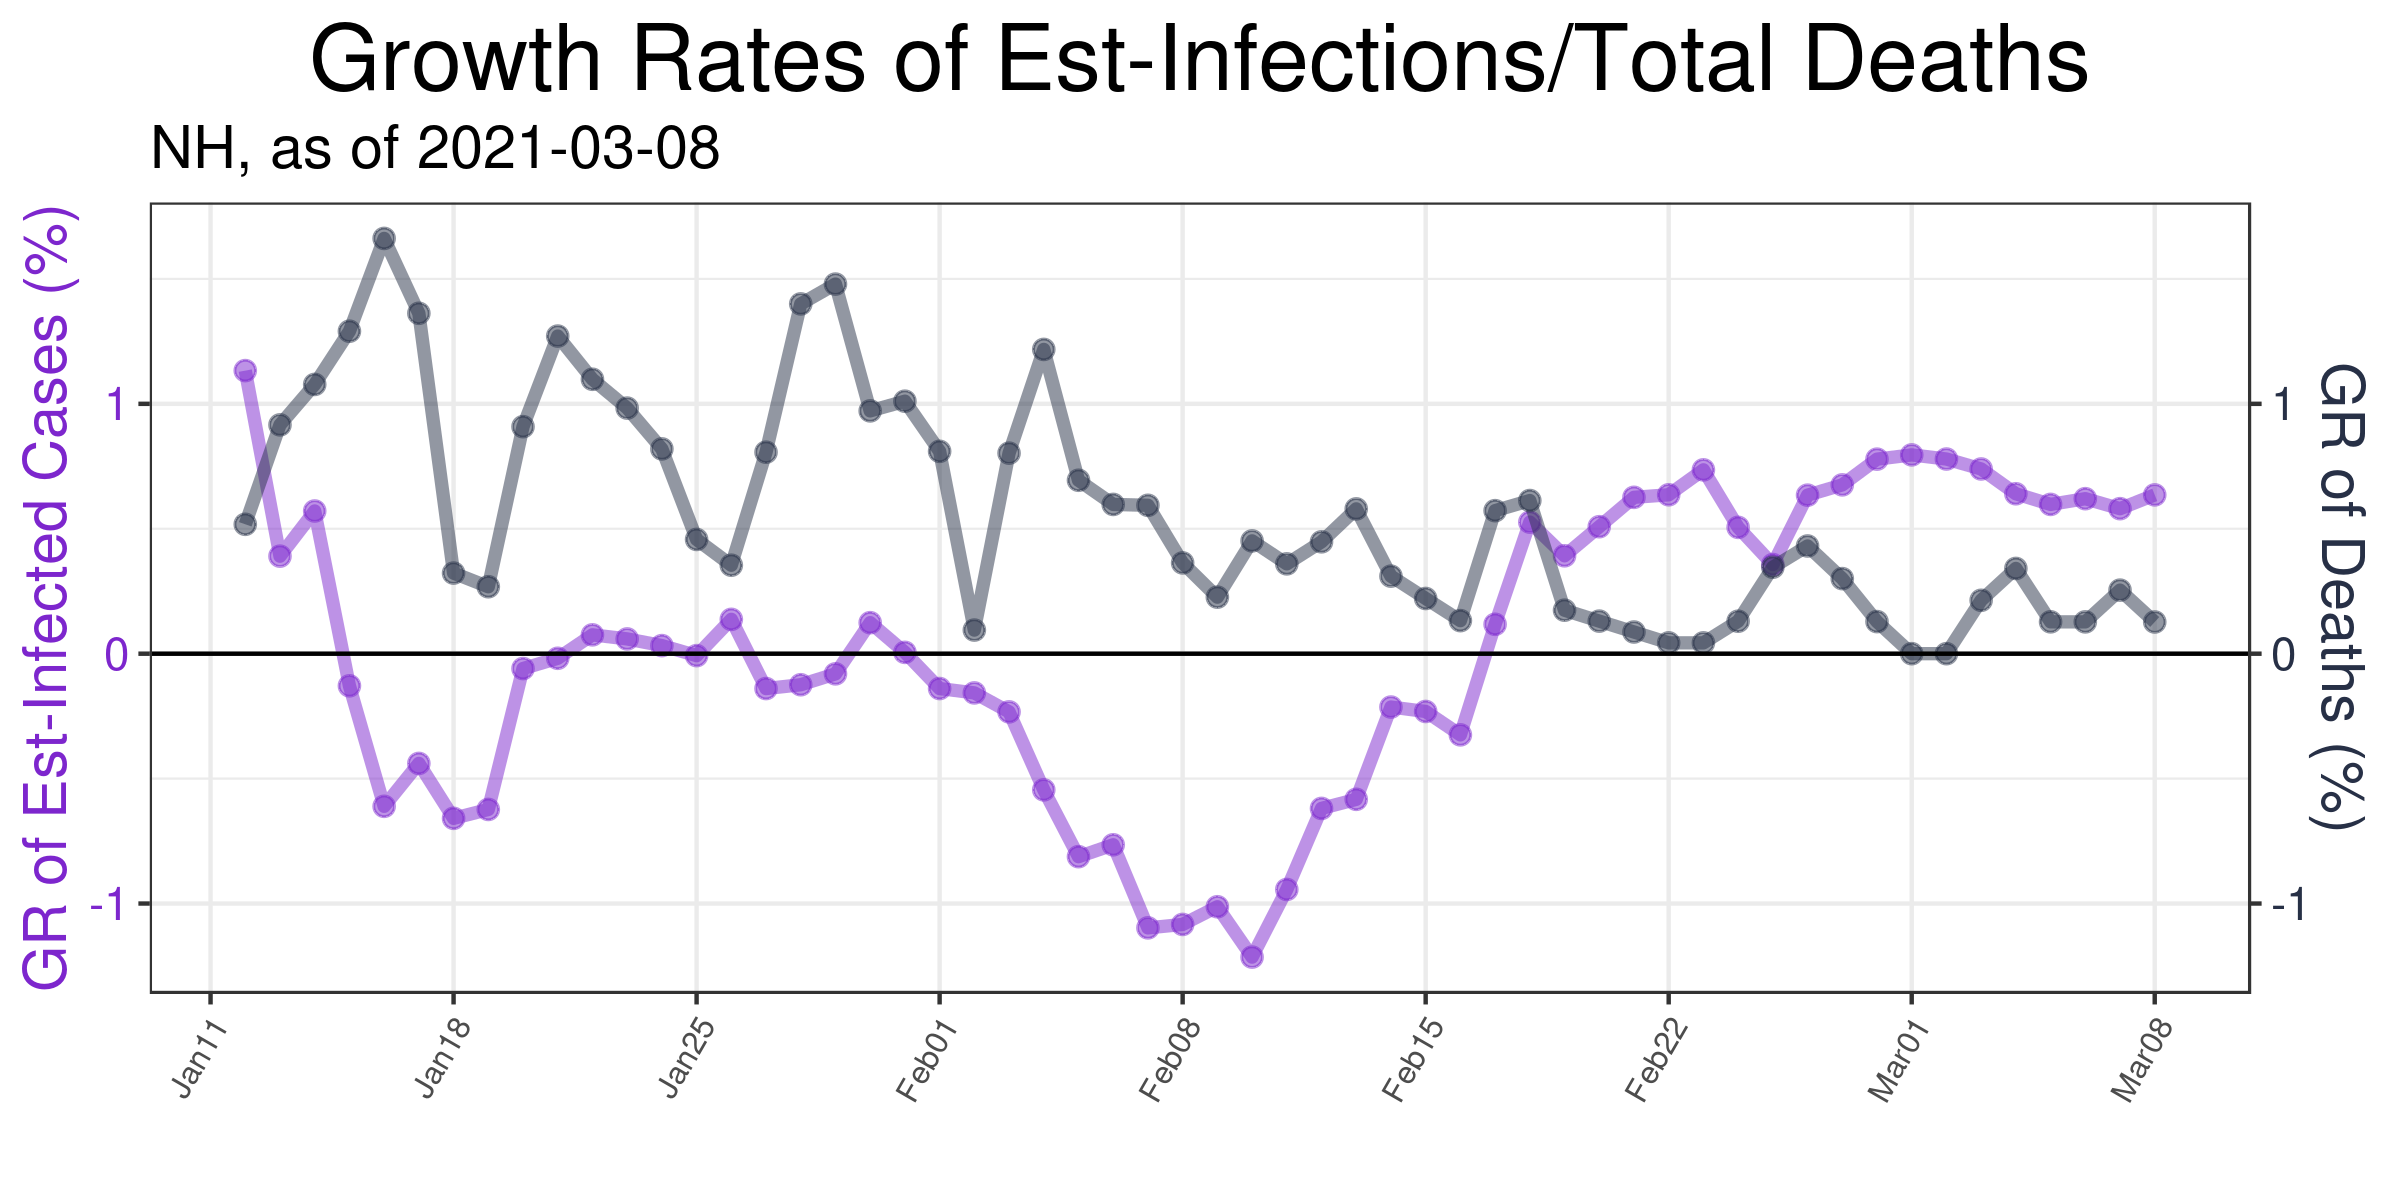 Growth Rates of Est-Infections/Total Deaths
NH, as of 2021-03-08
GR of Est-Infected Cases (%)
1
0
-1
1
0
-1
GR of Deaths (%)
Jan11
Jan18
Jan25
Feb01
Feb08
Feb15
Feb22
Mar01
Mar08